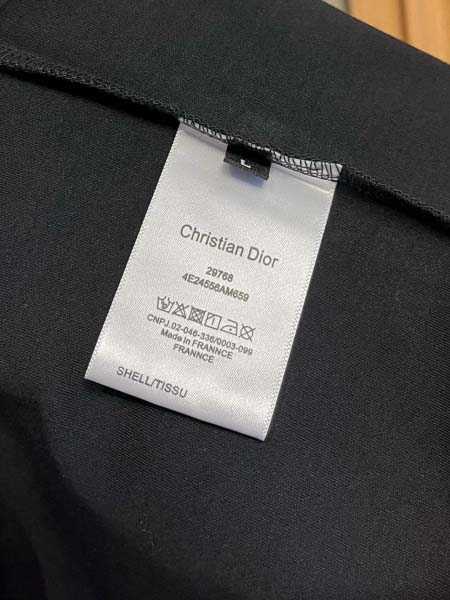 L
Christian Dior
29768
4E24556AM659
CNPJ.02-046-336/0003-099
Made in FRANNCE
FRANNCE
SHELL/TISSU